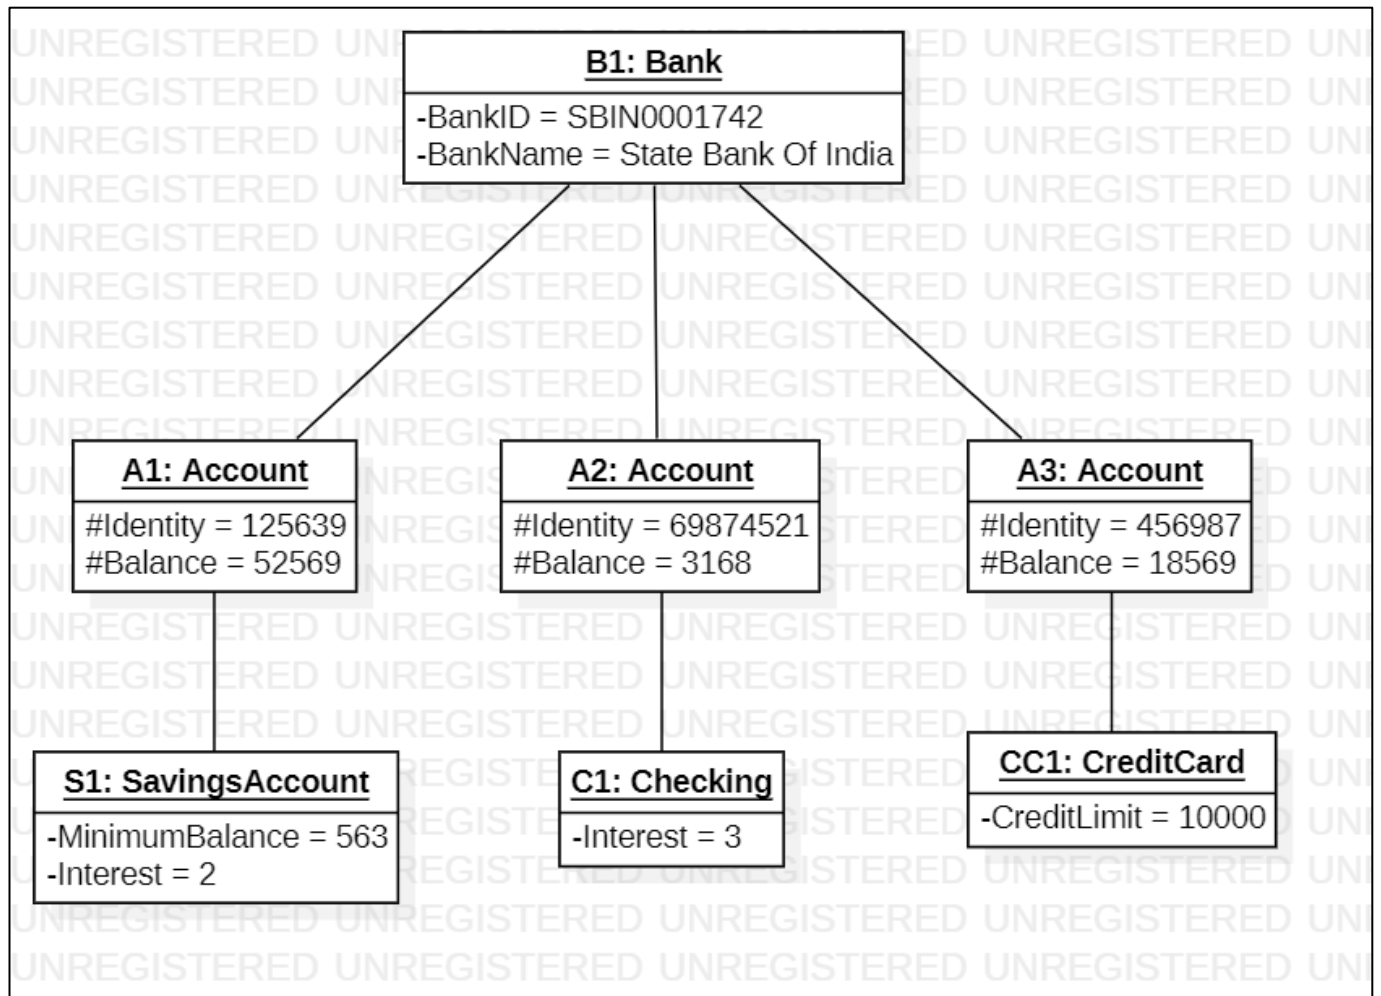 B1: Bank
-BankID = SBIN0001742
-BankName = State Bank Of India
A1: Account
#Identity = 125639
#Balance = 52569
A2: Account
#Identity = 69874521
#Balance = 3168
A3: Account
#Identity = 456987
#Balance = 18569
S1: SavingsAccount
-MinimumBalance = 563
-Interest = 2
C1: Checking
-Interest = 3
CC1: CreditCard
-CreditLimit = 10000
UNREGISTERED